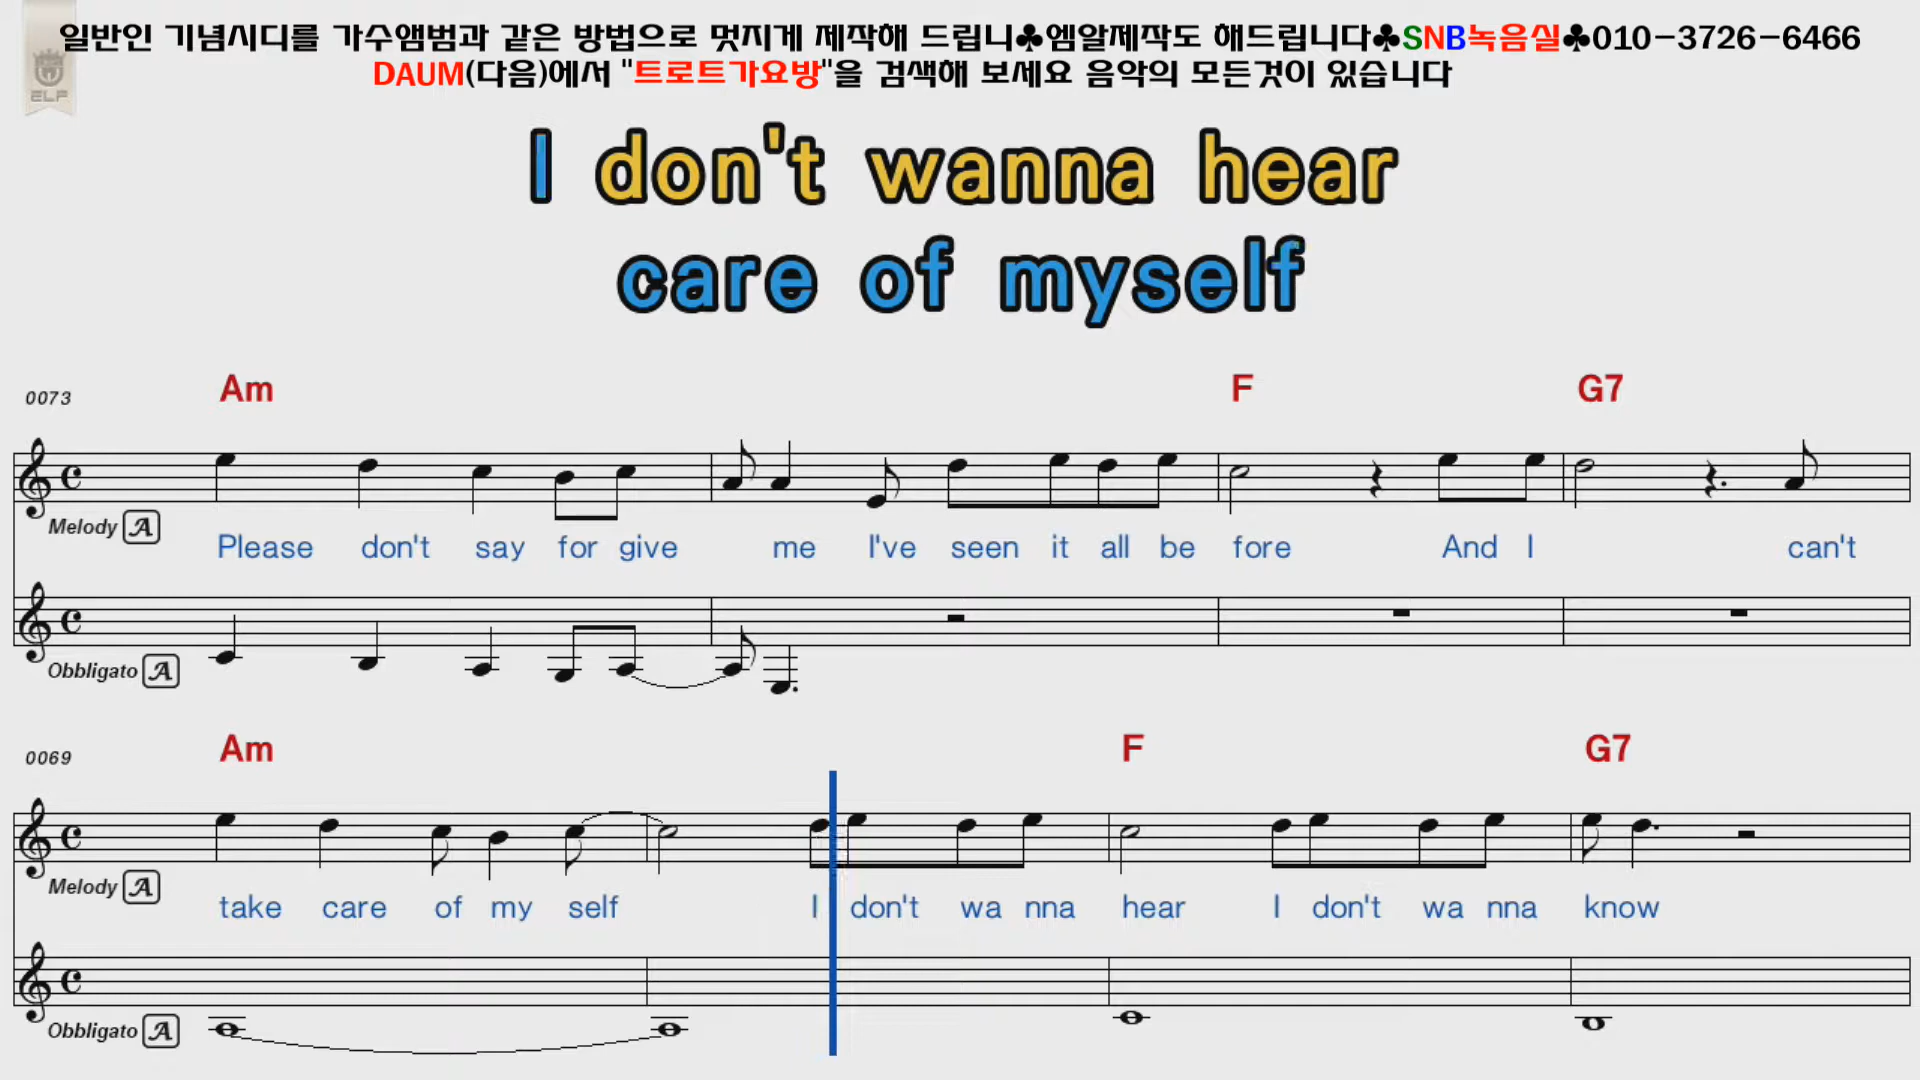 일반인 기념시디를 가수앨범과 같은 방법으로 멋지게 제작해 드립니♣엠알제작도 해드립니다♣SNB녹음실♣010-3726-6466
ELF
DAUM(다음)에서 "트로트가요방"을 검색해 보세요 음악의 모든것이 있습니다
I don't wanna hear
care of myself
0073 Am F G7
Melody A
Please don't say for give me I've seen it all be fore And I can't
Obbligato A
0069 Am F G7
Melody A
take care of my self I don't wa nna hear I don't wa nna know
Obbligato A